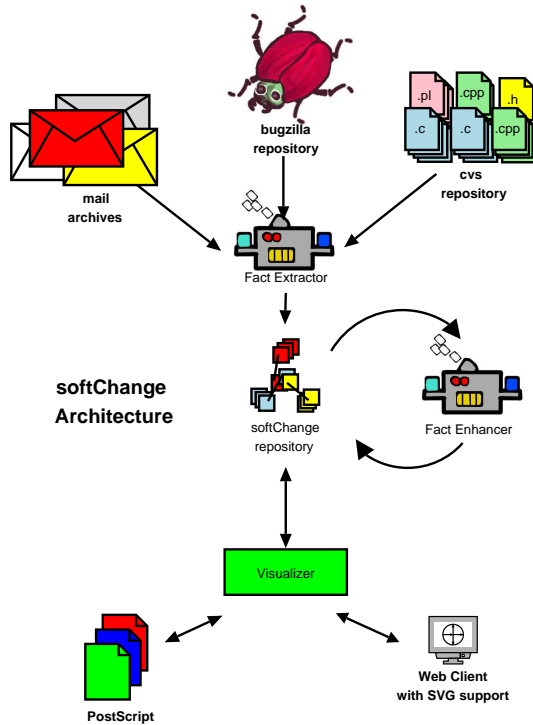 .pl
.cpp
.h
.c
.c
.cpp
bugzilla
repository
mail
archives
cvs
repository
Fact Extractor
softChange
Architecture
softChange
repository
Fact Enhancer
Visualizer
PostScript
Web Client
with SVG support